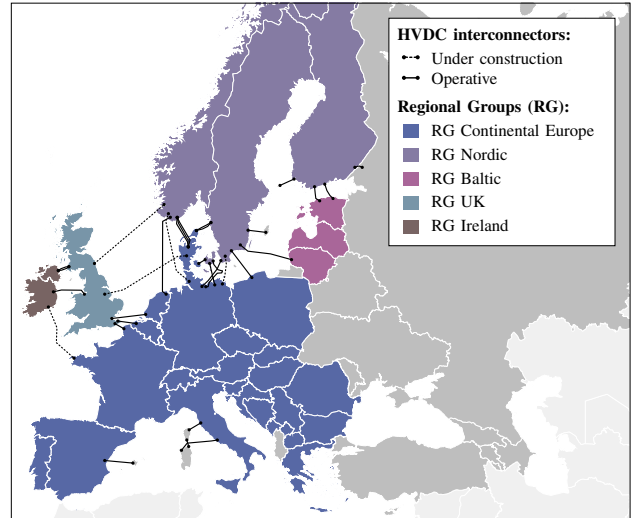 HVDC interconnectors:
Under construction
Operative
Regional Groups (RG):
RG Continental Europe
RG Nordic
RG Baltic
RG UK
RG Ireland